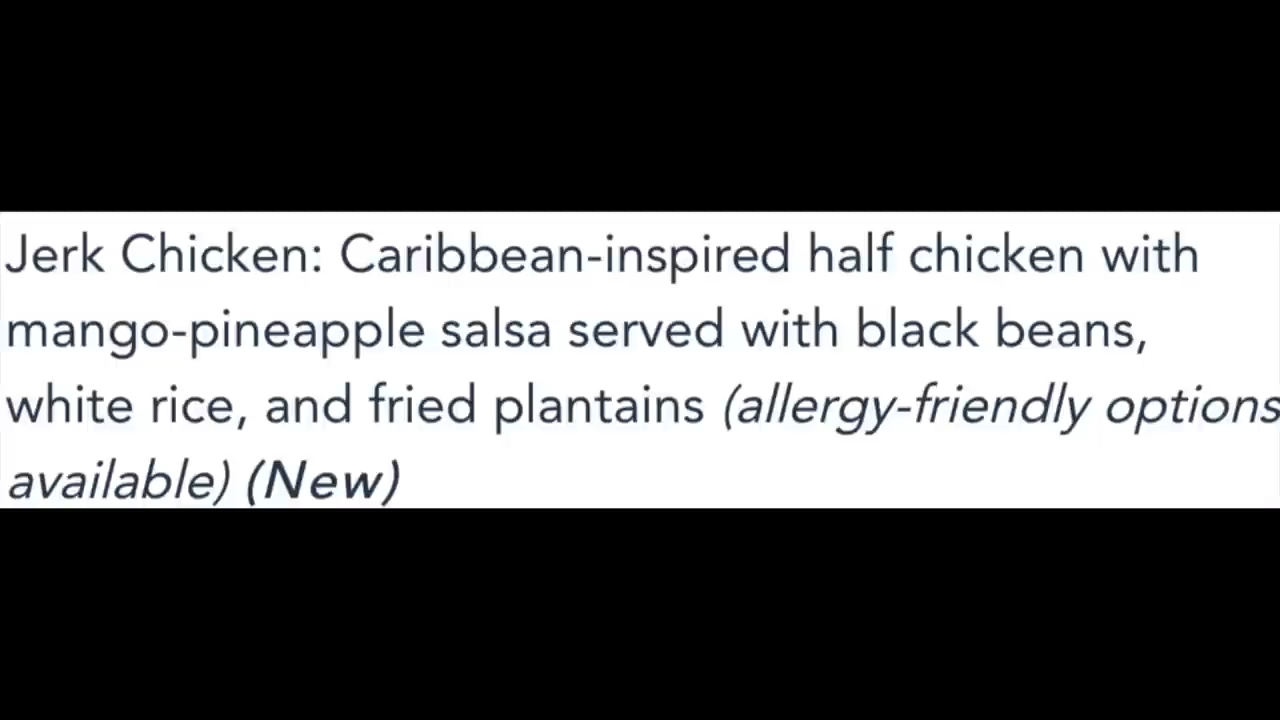 Jerk Chicken: Caribbean-inspired half chicken with
mango-pineapple salsa served with black beans,
white rice, and fried plantains (allergy-friendly options
available) (New)